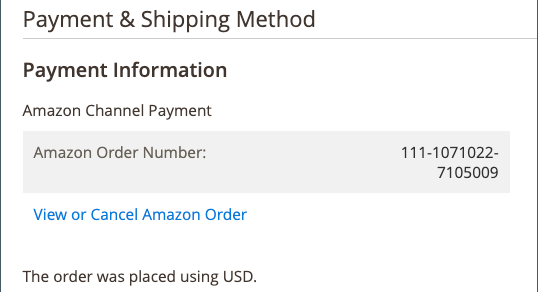 Payment & Shipping Method
Payment Information
Amazon Channel Payment
Amazon Order Number: 111-1071022-
7105009
View or Cancel Amazon Order
The order was placed using USD.